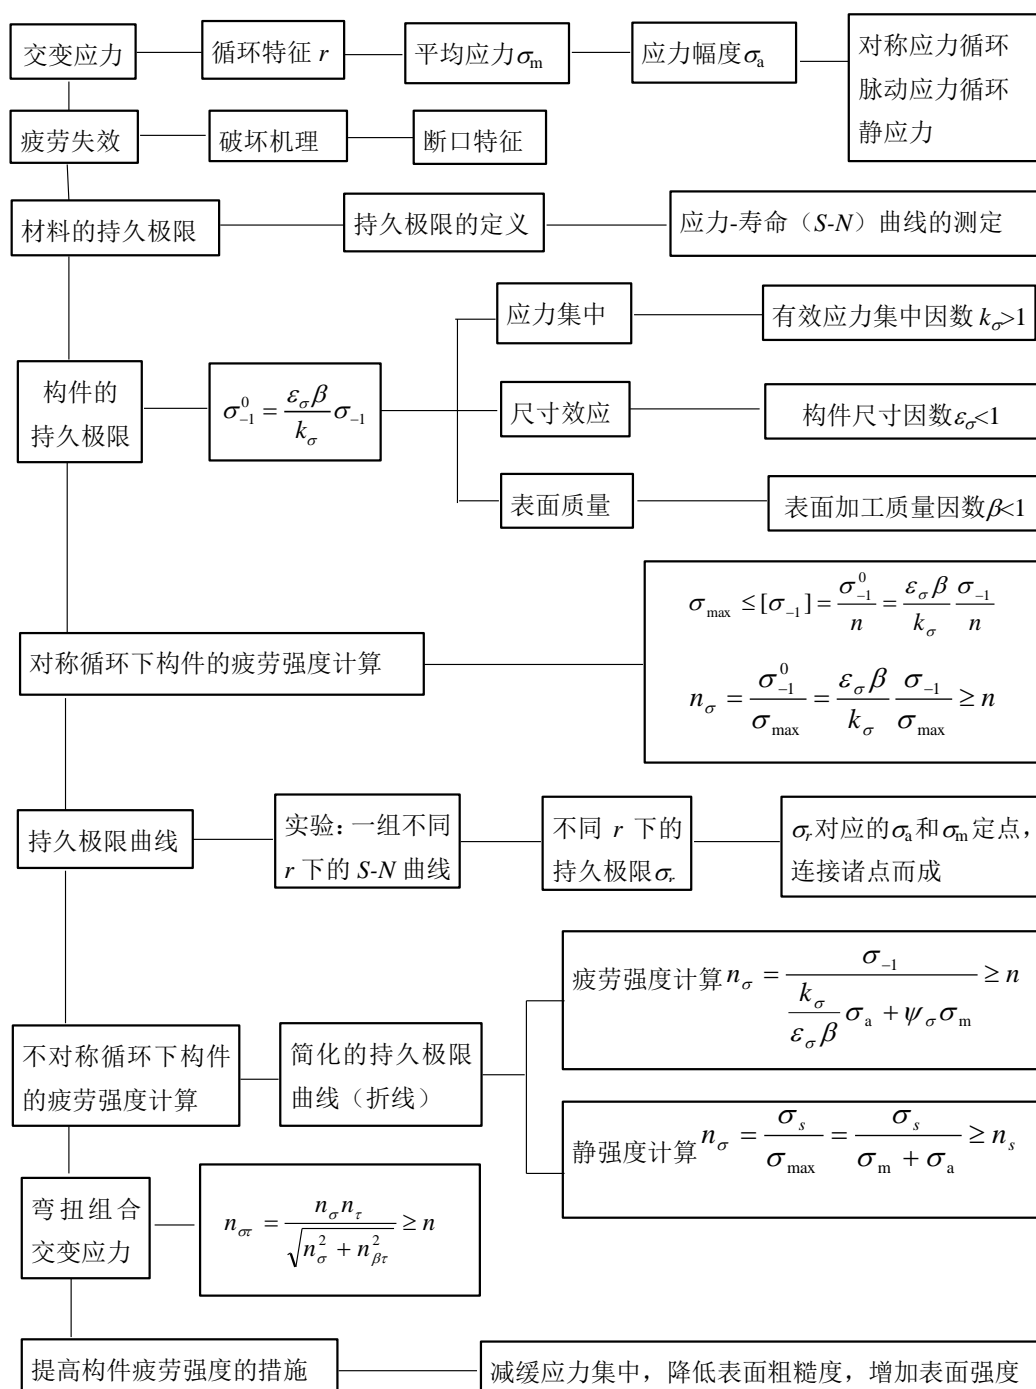 交变应力
循环特征 r
平均应力σm
应力幅度σa
对称应力循环
脉动应力循环
静应力
疲劳失效
破坏机理
断口特征
材料的持久极限
持久极限的定义
应力-寿命（S-N）曲线的测定
构件的
持久极限
σ₋₁⁰ = (εσβ / kσ) σ₋₁
应力集中
有效应力集中因数 kσ>1
尺寸效应
构件尺寸因数εσ<1
表面质量
表面加工质量因数β<1
对称循环下构件的疲劳强度计算
σmax ≤ [σ₋₁] = σ₋₁⁰ / n = (εσβ / kσ) (σ₋₁ / n)
nσ = σ₋₁⁰ / σmax = (εσβ / kσ) (σ₋₁ / σmax) ≥ n
持久极限曲线
实验：一组不同
r 下的 S-N 曲线
不同 r 下的
持久极限σr
σr对应的σa和σm定点，
连接诸点而成
不对称循环下构件
的疲劳强度计算
简化的持久极限
曲线（折线）
疲劳强度计算 nσ = σ₋₁ / ((kσ / εσβ) σa + ψσσm) ≥ n
静强度计算 nσ = σs / σmax = σs / (σm + σa) ≥ ns
弯扭组合
交变应力
nστ = nσnτ / √(nσ² + nβτ²) ≥ n
提高构件疲劳强度的措施
减缓应力集中，降低表面粗糙度，增加表面强度